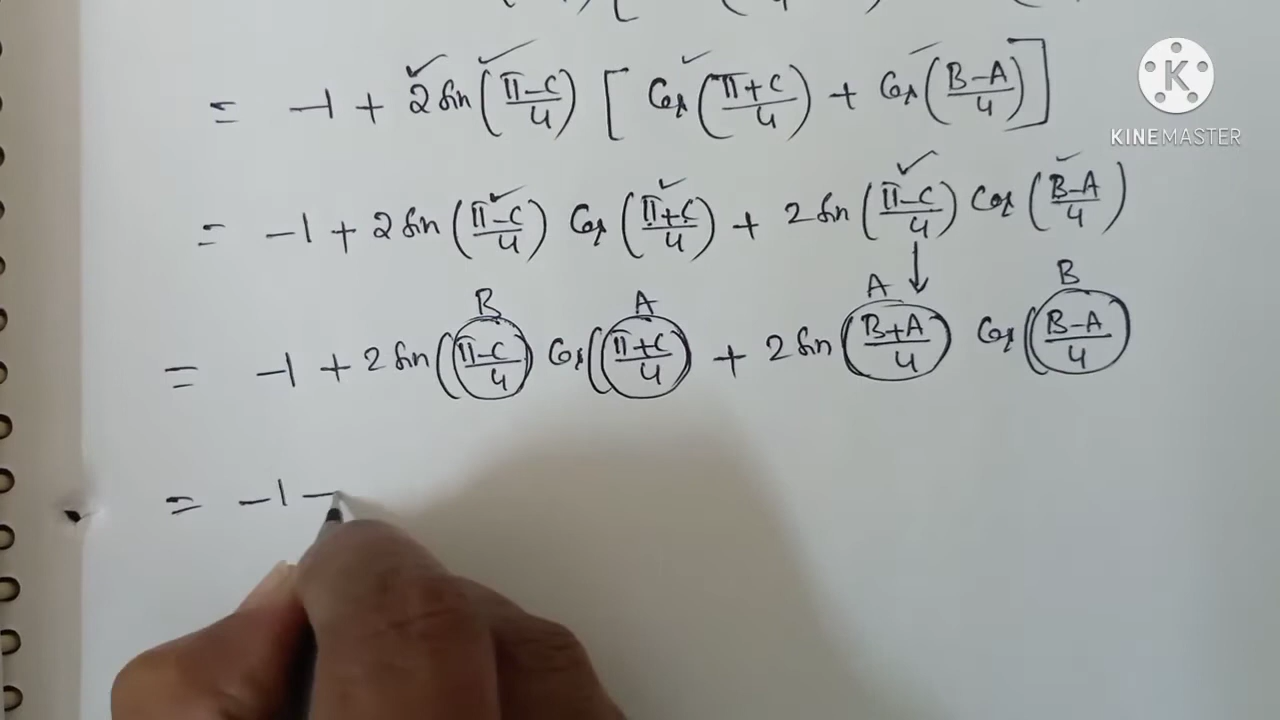 = -1 + 2 Sin (π-C/4) [ Cos (π+C/4) + Cos (B-A/4) ]
K
KINEMASTER
= -1 + 2 Sin (π-C/4) Cos (π+C/4) + 2 Sin (π-C/4) Cos (B-A/4)
B A A B
= -1 + 2 Sin (π-C/4) Cos (π+C/4) + 2 Sin (B+A/4) Cos (B-A/4)
= -1 -